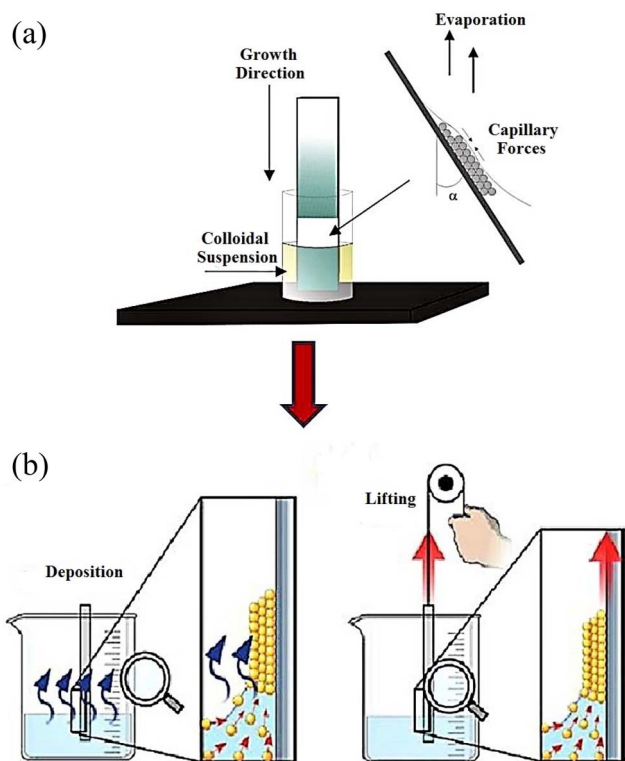 (a)
Evaporation
Growth
Direction
Capillary
Forces
α
Colloidal
Suspension
(b)
Lifting
Deposition